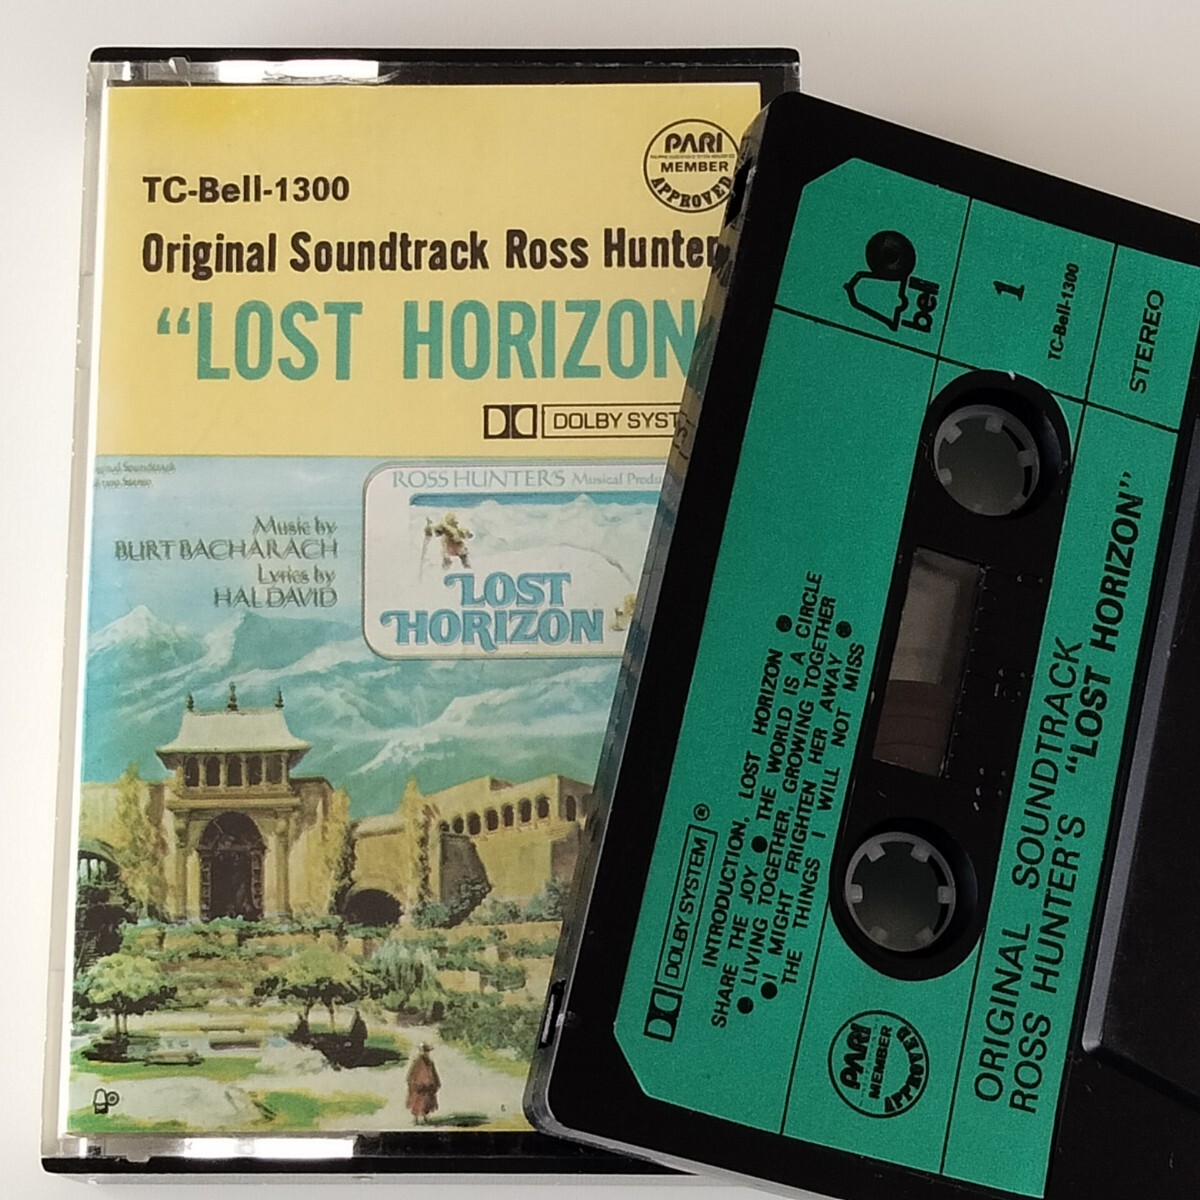 TC-Bell-1300
PARI
MEMBER
APPROVED
Original Soundtrack Ross Hunter
"LOST HORIZON
DOLBY SYST
Music by
BURT BACHARACH
Lyrics by
HAL DAVID
ROSS HUNTER'S Musical Produ
LOST
HORIZON
bell
1
TC-Bell-1300
STEREO
DOLBY SYSTEM ®
INTRODUCTION, LOST HORIZON ●
SHARE THE JOY ● THE WORLD IS A CIRCLE
● LIVING TOGETHER, GROWING TOGETHER
● I MIGHT FRIGHTEN HER AWAY ●
THE THINGS I WILL NOT MISS
PARI
MEMBER
APPROVED
ORIGINAL SOUNDTRACK
ROSS HUNTER'S "LOST HORIZON"